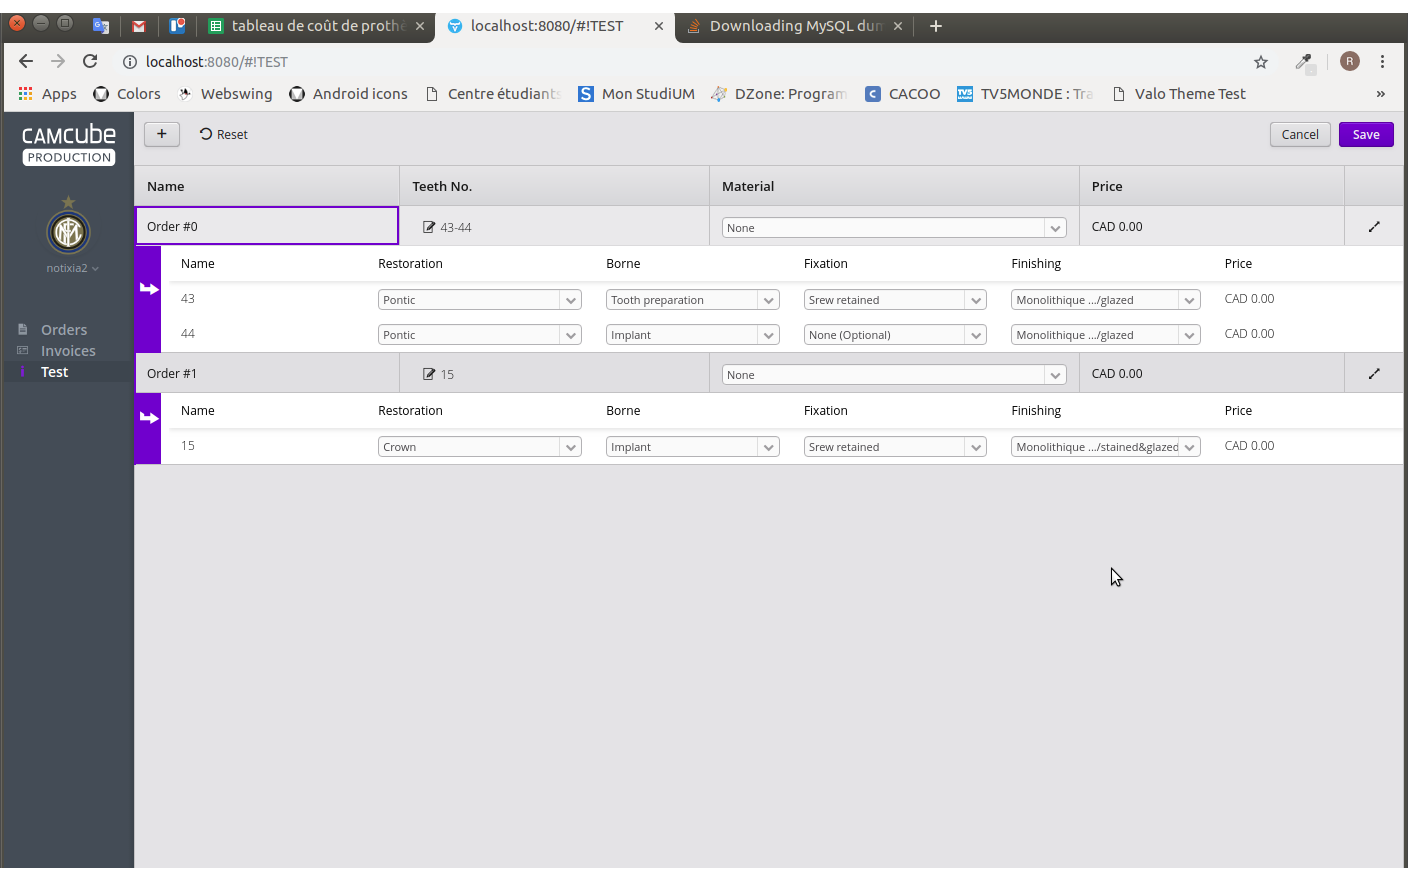 tableau de coût de proth
localhost:8080/#!TEST
Downloading MySQL dum
localhost:8080/#!TEST
R
Apps
Colors
Webswing
Android icons
Centre étudiants
Mon StudiUM
DZone: Program
CACOO
TV5MONDE : Tra
Valo Theme Test
»
CAMCUBE
PRODUCTION
+
Reset
Cancel
Save
notixia2
Orders
Invoices
Test
Name
Teeth No.
Material
Price
Order #0
43-44
None
CAD 0.00
Name
Restoration
Borne
Fixation
Finishing
Price
43
Pontic
Tooth preparation
Srew retained
Monolithique .../glazed
CAD 0.00
44
Pontic
Implant
None (Optional)
Monolithique .../glazed
CAD 0.00
Order #1
15
None
CAD 0.00
Name
Restoration
Borne
Fixation
Finishing
Price
15
Crown
Implant
Srew retained
Monolithique .../stained&glazed
CAD 0.00